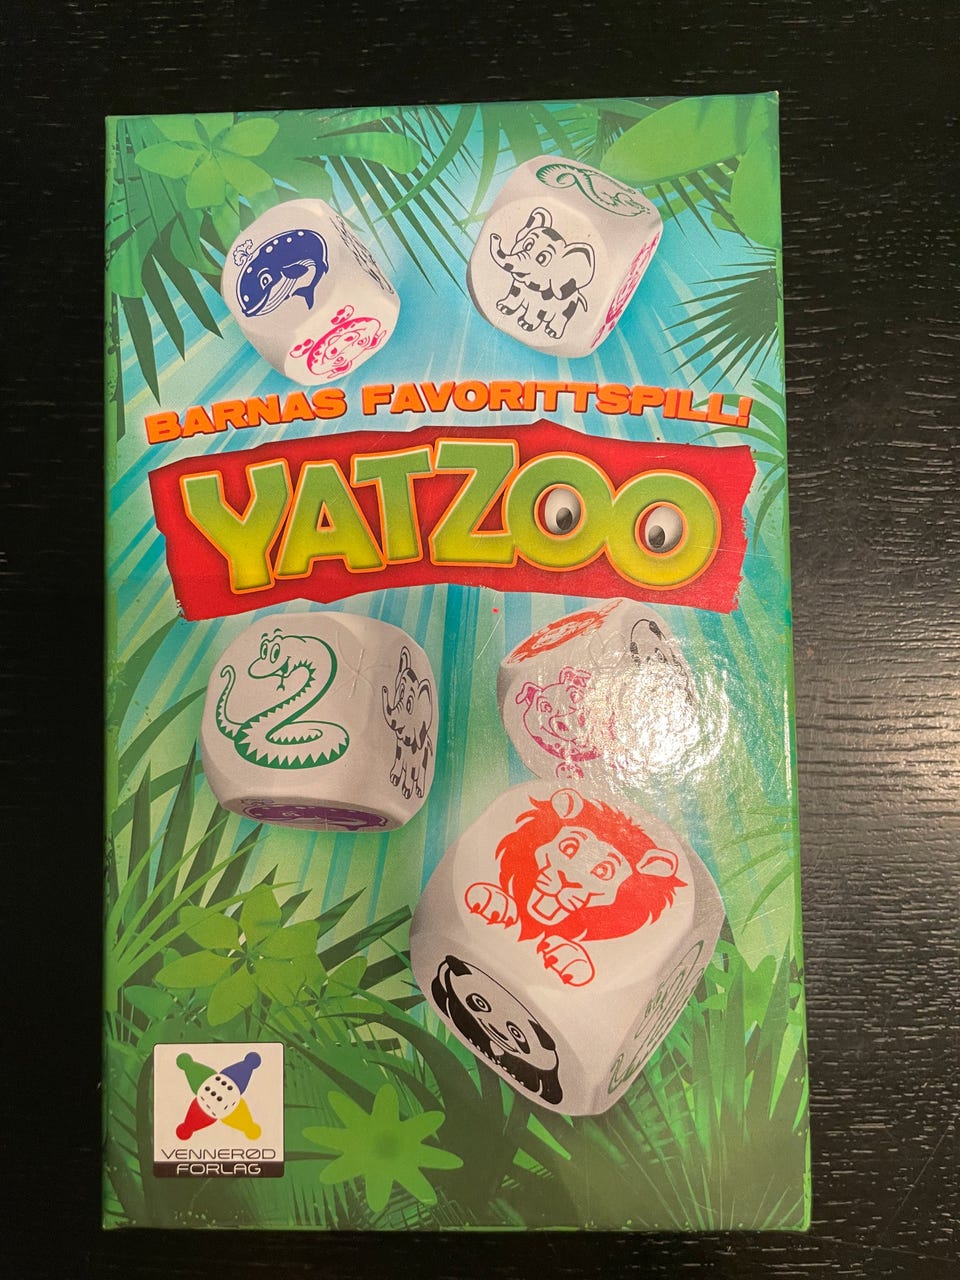 BARNAS FAVORITTSPILL!
YATZOO
VENNERØD
FORLAG